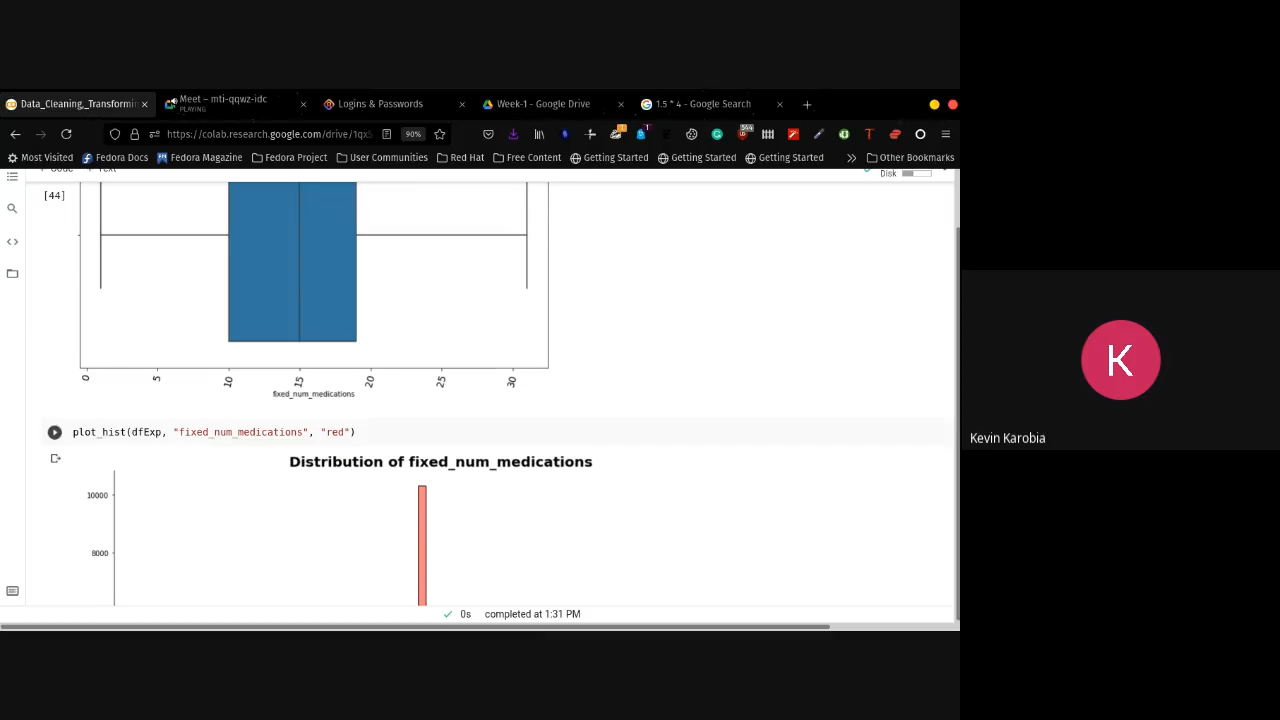 Data_Cleaning,_Transformin
Meet – mti-qqwz-idc
PLAYING
Logins & Passwords
Week-1 - Google Drive
1.5 * 4 - Google Search
https://colab.research.google.com/drive/1qx5
90%
Most Visited
Fedora Docs
Fedora Magazine
Fedora Project
User Communities
Red Hat
Free Content
Getting Started
Getting Started
Getting Started
Other Bookmarks
Disk
[44]
0
5
10
15
20
25
30
fixed_num_medications
plot_hist(dfExp, "fixed_num_medications", "red")
Distribution of fixed_num_medications
10000
8000
0s completed at 1:31 PM
K
Kevin Karobia